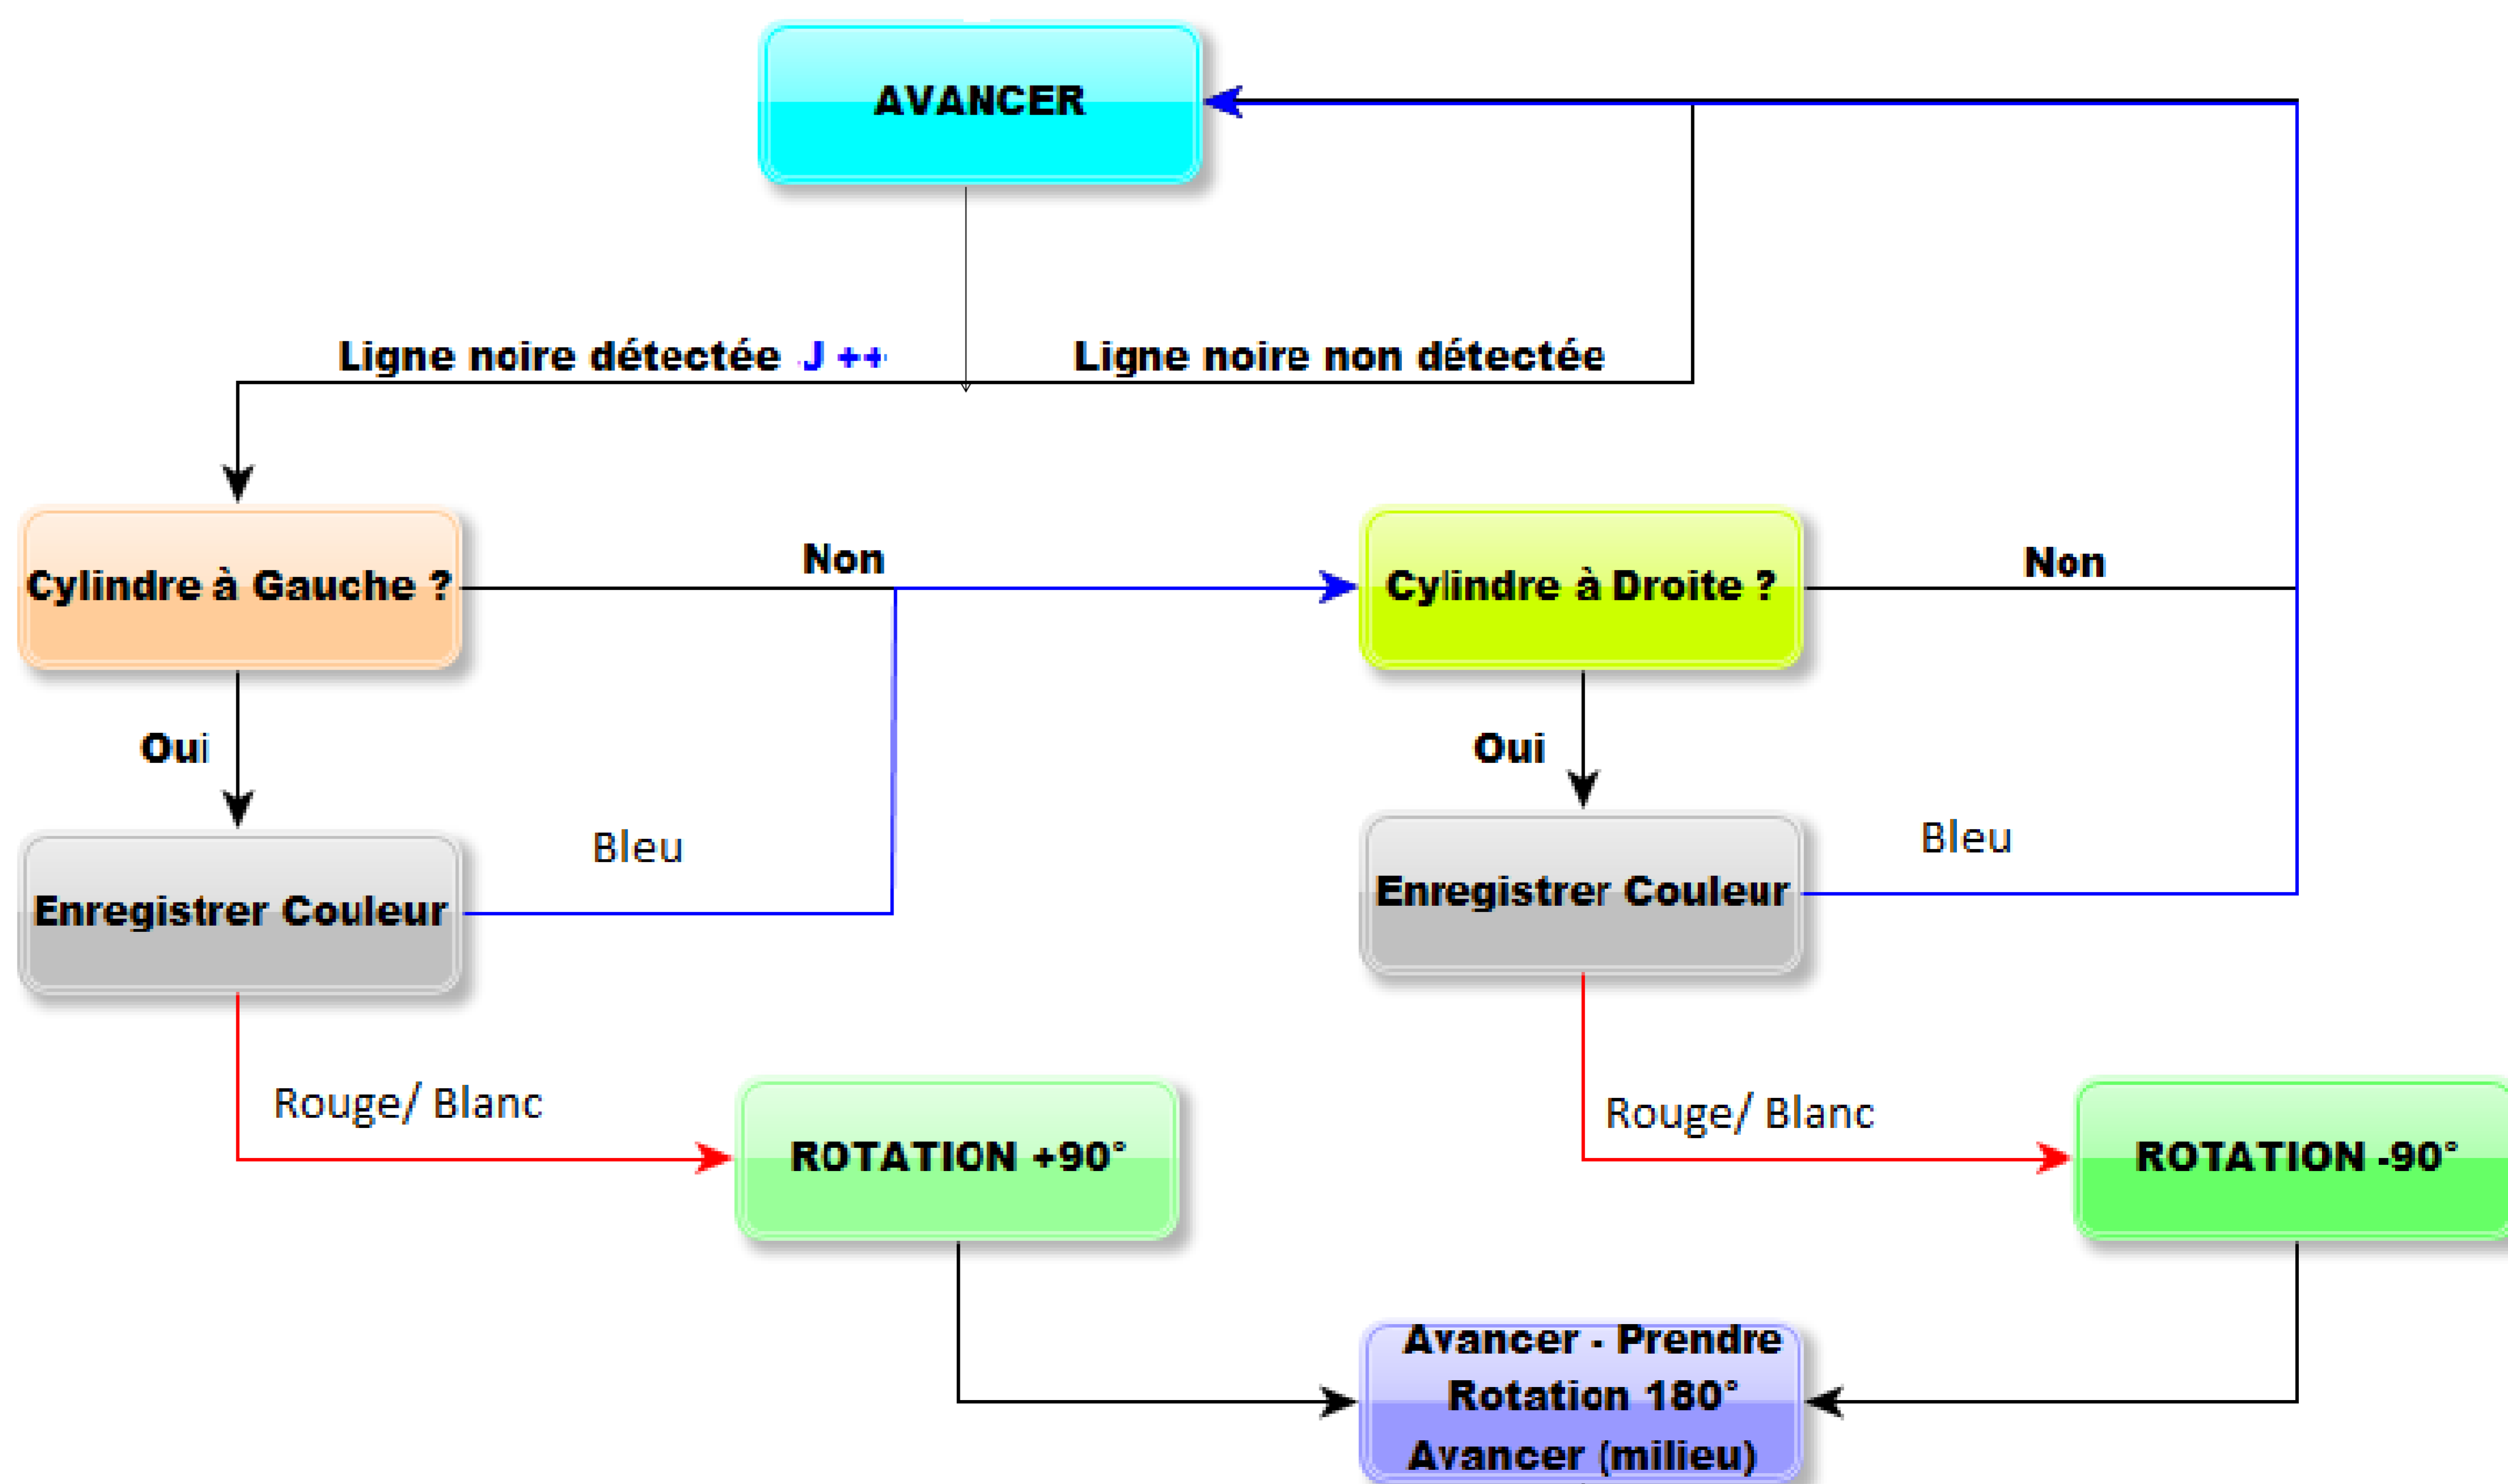 AVANCER
Ligne noire détectée J ++
Ligne noire non détectée
Cylindre à Gauche ?
Non
Cylindre à Droite ?
Non
Oui
Oui
Bleu
Bleu
Enregistrer Couleur
Enregistrer Couleur
Rouge/ Blanc
Rouge/ Blanc
ROTATION +90°
ROTATION -90°
Avancer - Prendre
Rotation 180°
Avancer (milieu)